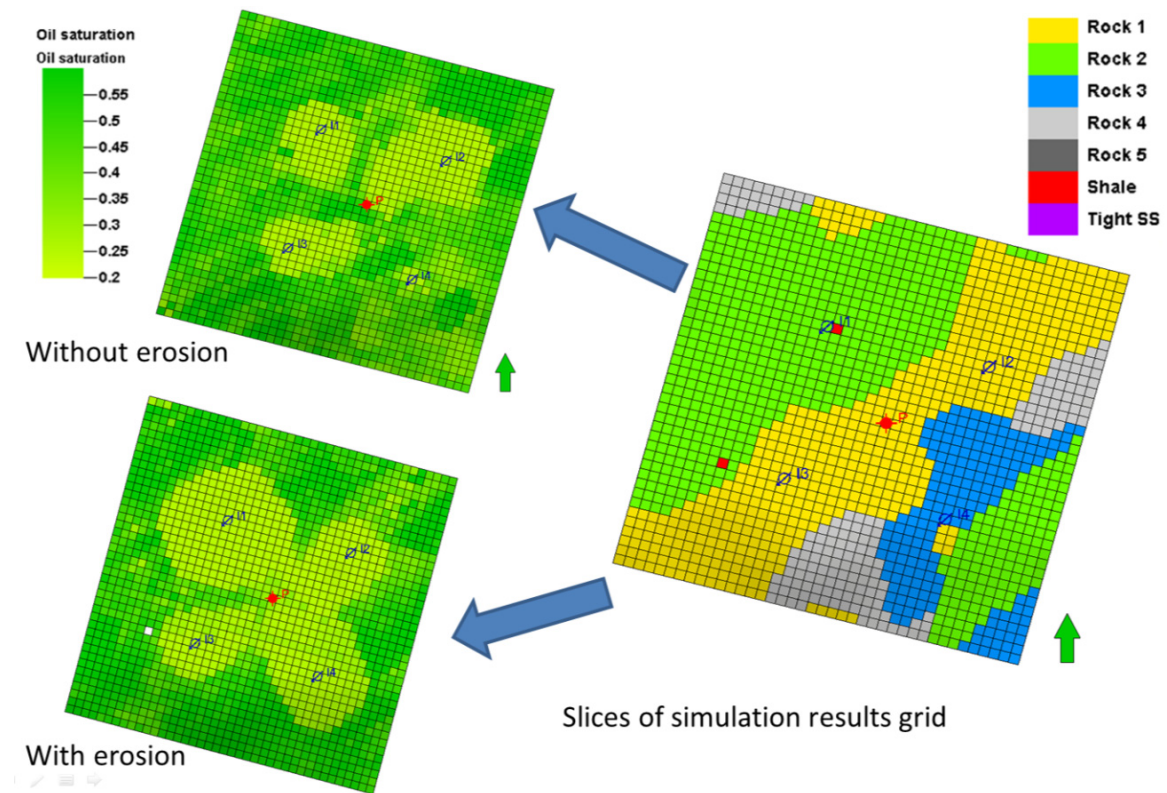 Oil saturation
Oil saturation
0.55
0.5
0.45
0.4
0.35
0.3
0.25
0.2
I1
I2
P
I3
I4
Without erosion
Rock 1
Rock 2
Rock 3
Rock 4
Rock 5
Shale
Tight SS
I1
I2
P
I3
I4
I1
I2
P
I3
I4
With erosion
Slices of simulation results grid